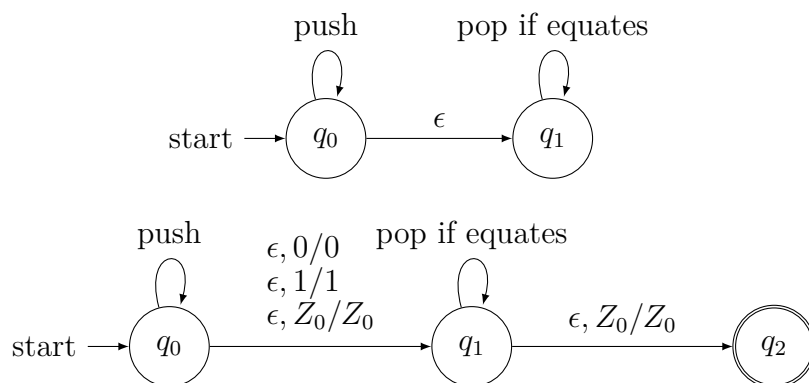 push pop if equates
start q₀ ϵ q₁
push pop if equates
ϵ, 0/0
ϵ, 1/1
ϵ, Z₀/Z₀ ϵ, Z₀/Z₀
start q₀ q₁ q₂